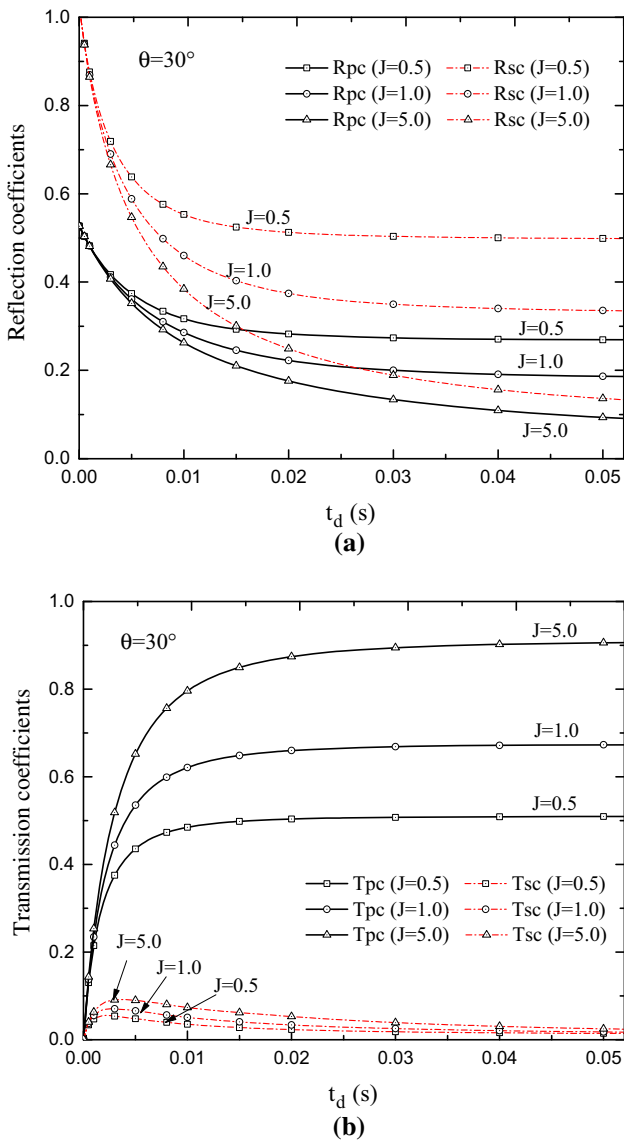 1.0
0.8
0.6
0.4
0.2
0.0
Reflection coefficients
θ=30°
Rpc (J=0.5) Rsc (J=0.5)
Rpc (J=1.0) Rsc (J=1.0)
Rpc (J=5.0) Rsc (J=5.0)
J=0.5
J=1.0
J=5.0
J=0.5
J=1.0
J=5.0
0.00 0.01 0.02 0.03 0.04 0.05
t_d (s)
(a)
1.0
0.8
0.6
0.4
0.2
0.0
Transmission coefficients
θ=30°
J=5.0
J=1.0
J=0.5
Tpc (J=0.5) Tsc (J=0.5)
Tpc (J=1.0) Tsc (J=1.0)
Tpc (J=5.0) Tsc (J=5.0)
J=5.0
J=1.0
J=0.5
0.00 0.01 0.02 0.03 0.04 0.05
t_d (s)
(b)